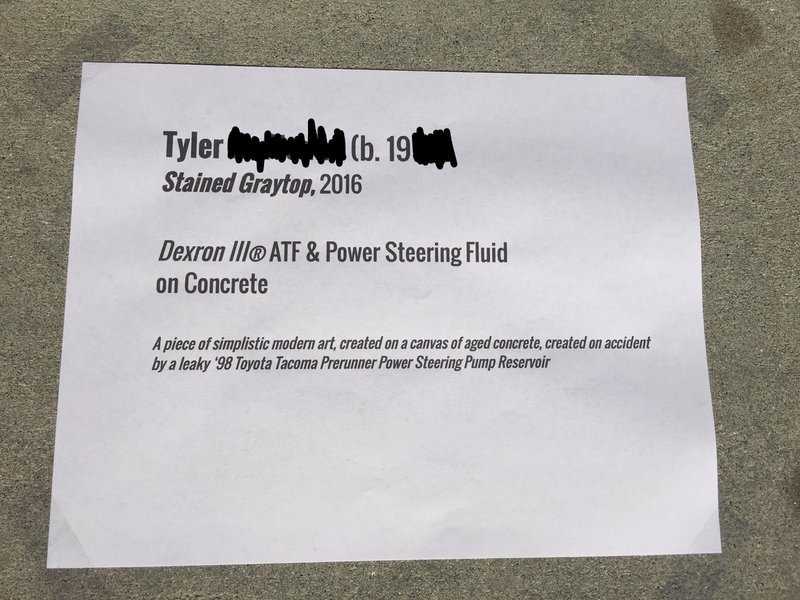 Tyler (b. 19
Stained Graytop, 2016
Dexron III® ATF & Power Steering Fluid
on Concrete
A piece of simplistic modern art, created on a canvas of aged concrete, created on accident
by a leaky ‘98 Toyota Tacoma Prerunner Power Steering Pump Reservoir